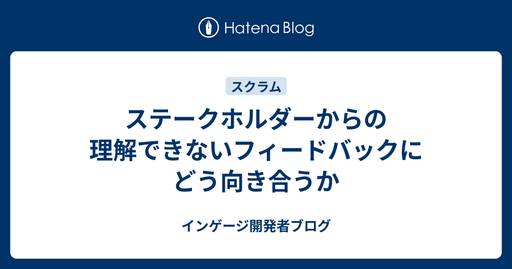 Hatena Blog
スクラム
ステークホルダーからの
理解できないフィードバックに
どう向き合うか
インゲージ開発者ブログ